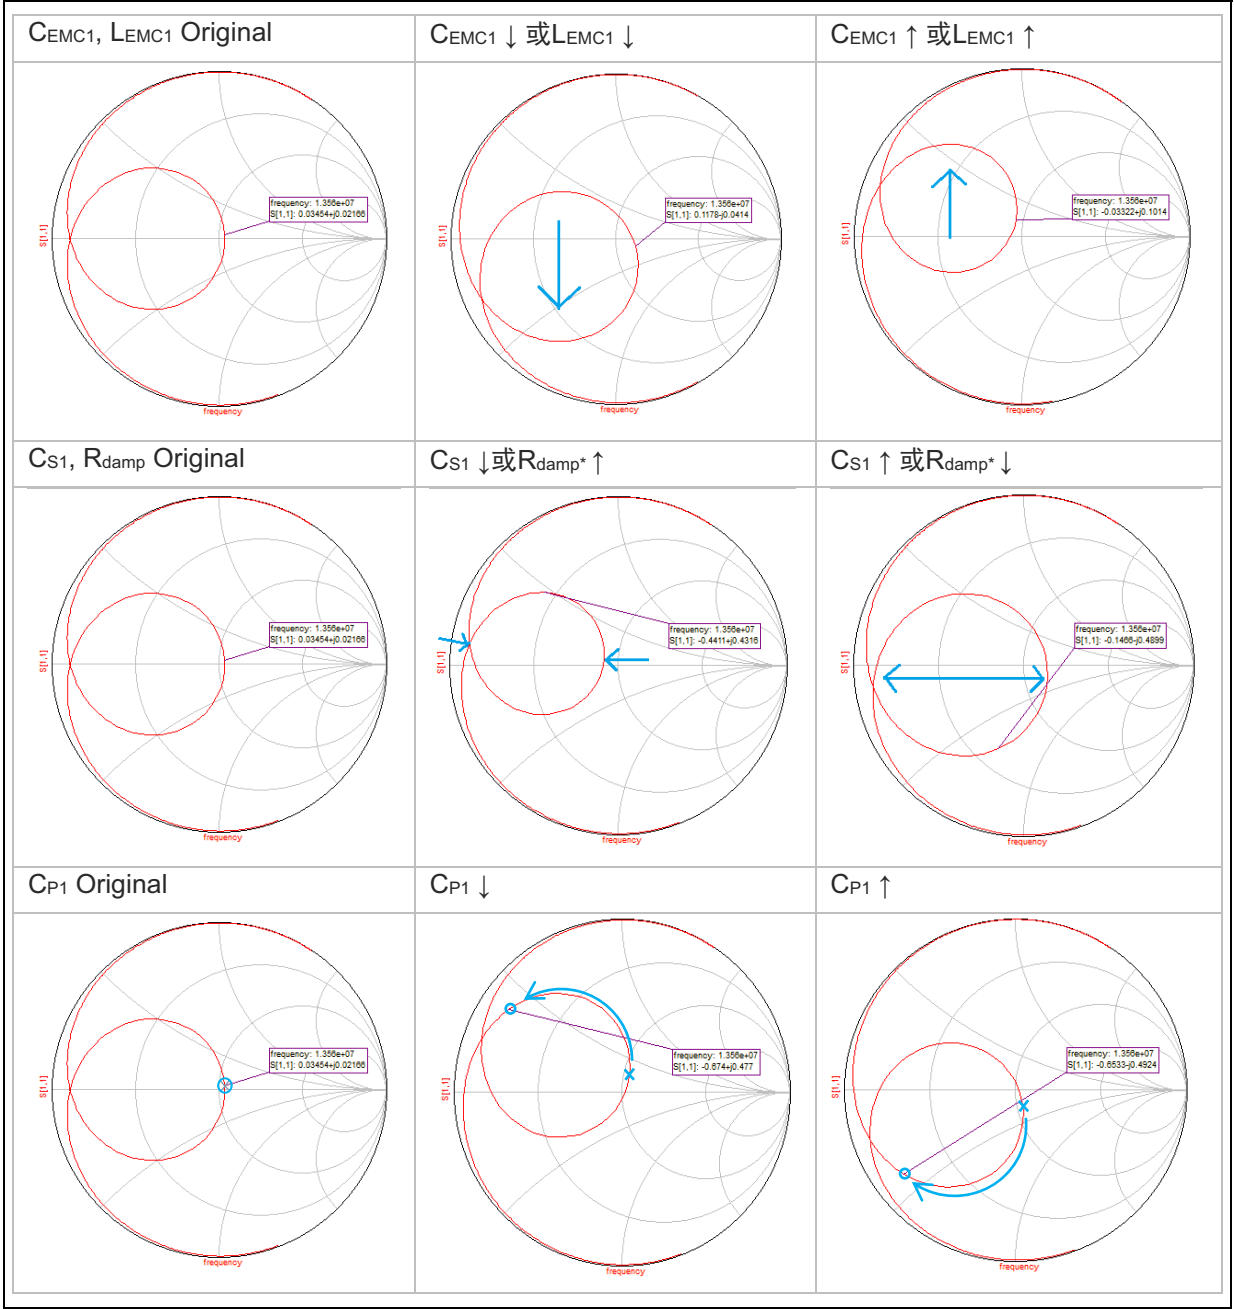 CEMC1, LEMC1 Original
CEMC1 ↓ 或LEMC1 ↓
CEMC1 ↑ 或LEMC1 ↑
S[1,1]
frequency: 1.356e+07
S[1,1]: 0.03454+j0.02166
frequency
S[1,1]
frequency: 1.356e+07
S[1,1]: 0.1178-j0.0414
frequency
S[1,1]
frequency: 1.356e+07
S[1,1]: -0.03322+j0.1014
frequency
CS1, Rdamp Original
CS1 ↓或Rdamp* ↑
CS1 ↑ 或Rdamp* ↓
S[1,1]
frequency: 1.356e+07
S[1,1]: 0.03454+j0.02166
frequency
S[1,1]
frequency: 1.356e+07
S[1,1]: -0.4411+j0.4316
frequency
S[1,1]
frequency: 1.356e+07
S[1,1]: -0.1466-j0.4899
frequency
CP1 Original
CP1 ↓
CP1 ↑
S[1,1]
frequency: 1.356e+07
S[1,1]: 0.03454+j0.02166
frequency
S[1,1]
frequency: 1.356e+07
S[1,1]: -0.674+j0.477
frequency
S[1,1]
frequency: 1.356e+07
S[1,1]: -0.6533-j0.4924
frequency